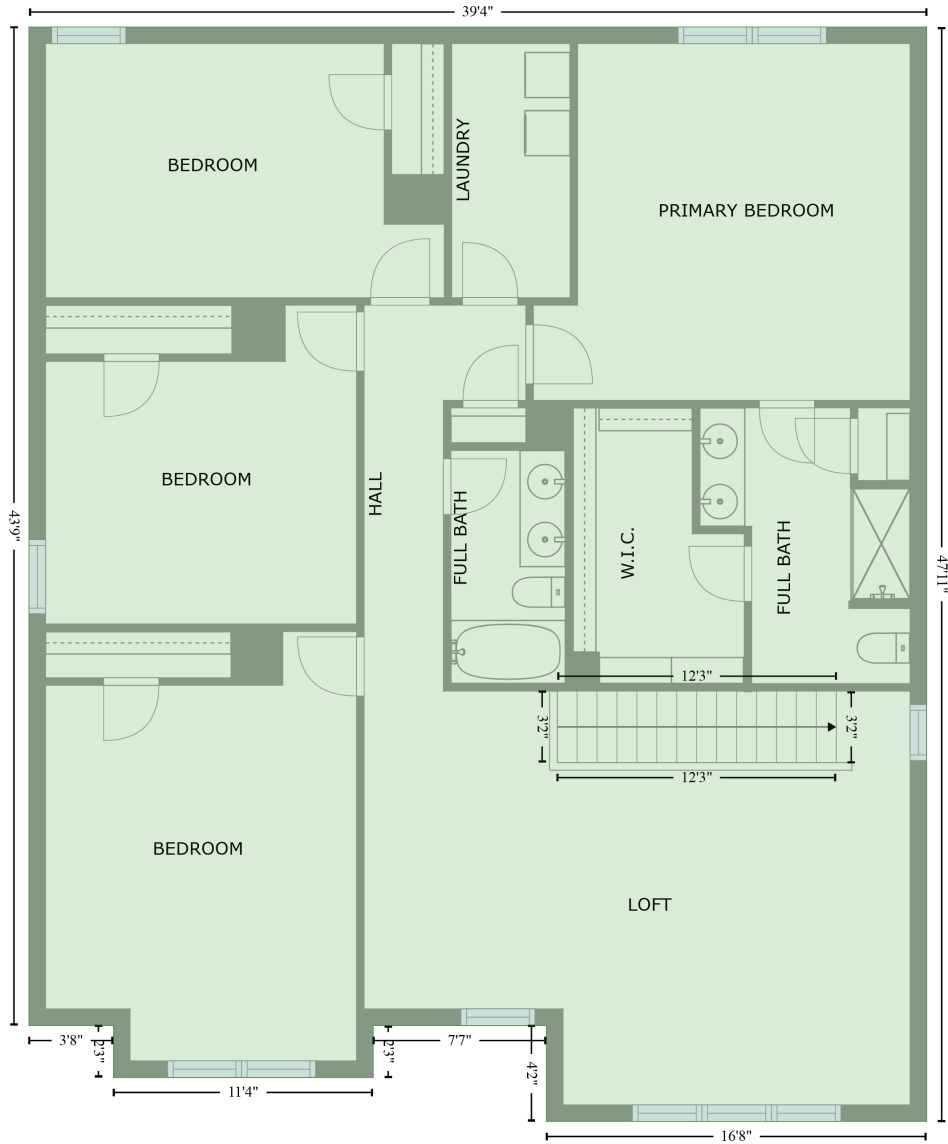 39'4"
BEDROOM
LAUNDRY
PRIMARY BEDROOM
BEDROOM
HALL
FULL BATH
W.I.C.
FULL BATH
43'9"
47'11"
12'3"
3'2"
3'2"
12'3"
BEDROOM
LOFT
3'8"
2'3"
2'3"
7'7"
4'2"
11'4"
16'8"